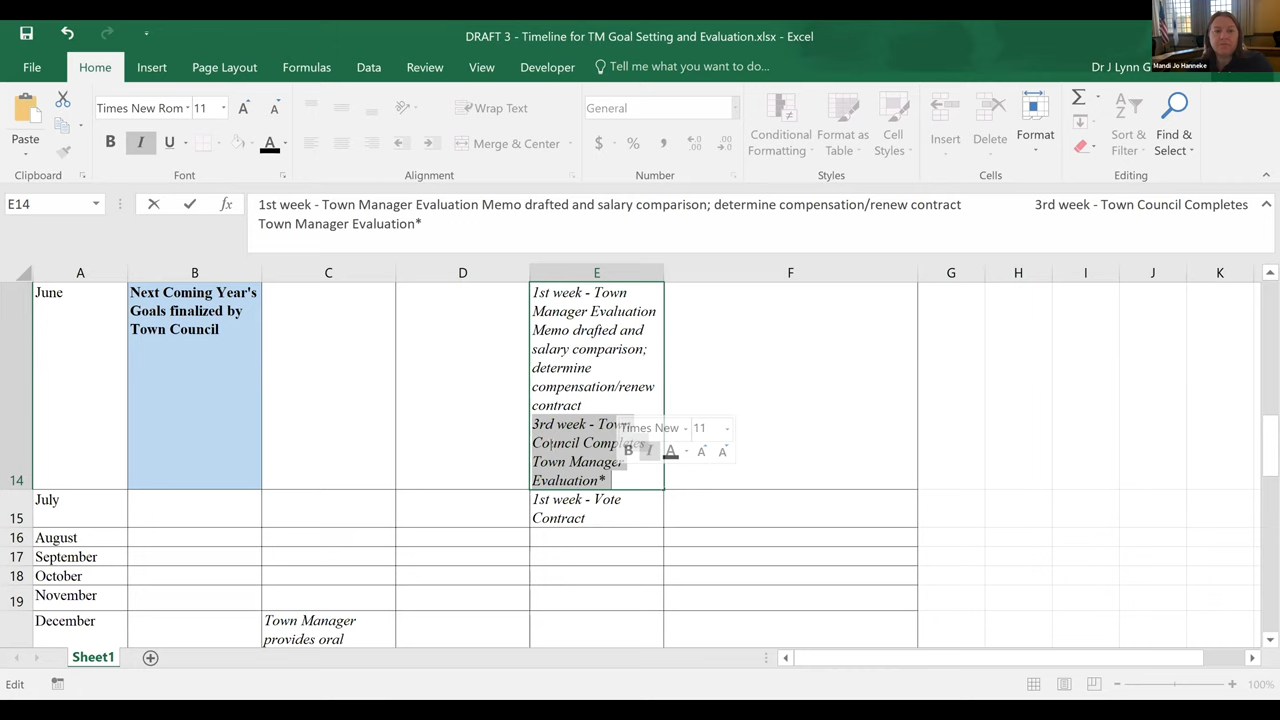 DRAFT 3 - Timeline for TM Goal Setting and Evaluation.xlsx - Excel
Mandi Jo Hanneke
File Home Insert Page Layout Formulas Data Review View Developer Tell me what you want to do... Dr J Lynn G
Paste
Times New Rom 11
B I U
Wrap Text
Merge & Center
General
$ % ,
Conditional Formatting
Format as Table
Cell Styles
Insert
Delete
Format
Sort & Filter
Find & Select
Clipboard Font Alignment Number Styles Cells Editing
E14 fx 1st week - Town Manager Evaluation Memo drafted and salary comparison; determine compensation/renew contract 3rd week - Town Council Completes
Town Manager Evaluation*
A B C D E F G H I J K
14
June
Next Coming Year's
Goals finalized by
Town Council
1st week - Town
Manager Evaluation
Memo drafted and
salary comparison;
determine
compensation/renew
contract
3rd week - Town
Council Completes
Town Manager
Evaluation*
Times New 11
B I A A A
15
July
1st week - Vote
Contract
16 August
17 September
18 October
19 November
December
Town Manager
provides oral
Sheet1
Edit
100%